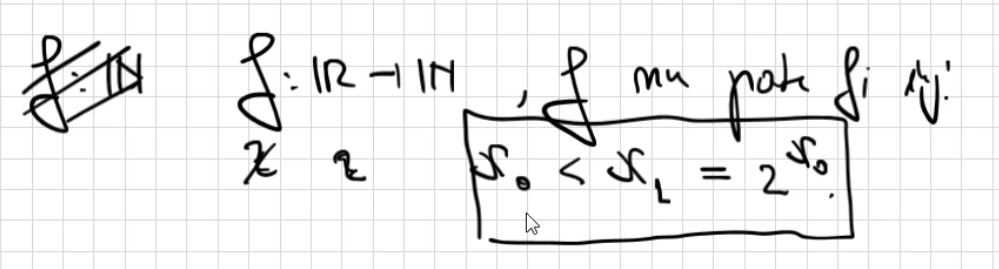 f: ℕ f: ℝ → ℕ, f nu poate fi inj.
ℵ₀ < ℵ₁ = 2^ℵ₀.